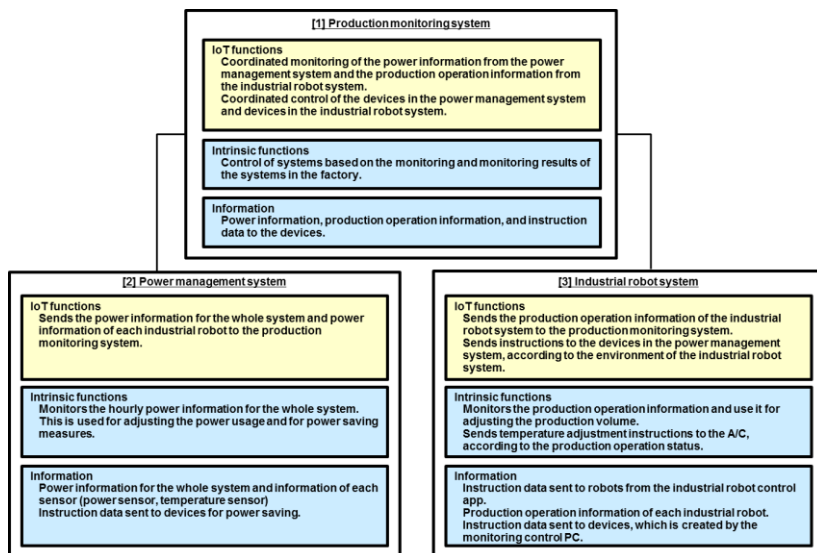 [1] Production monitoring system
IoT functions
Coordinated monitoring of the power information from the power
management system and the production operation information from
the industrial robot system.
Coordinated control of the devices in the power management system
and devices in the industrial robot system.
Intrinsic functions
Control of systems based on the monitoring and monitoring results of
the systems in the factory.
Information
Power information, production operation information, and instruction
data to the devices.
[2] Power management system
IoT functions
Sends the power information for the whole system and power
information of each industrial robot to the production
monitoring system.
Intrinsic functions
Monitors the hourly power information for the whole system.
This is used for adjusting the power usage and for power saving
measures.
Information
Power information for the whole system and information of each
sensor (power sensor, temperature sensor)
Instruction data sent to devices for power saving.
[3] Industrial robot system
IoT functions
Sends the production operation information of the industrial
robot system to the production monitoring system.
Sends instructions to the devices in the power management
system, according to the environment of the industrial robot
system.
Intrinsic functions
Monitors the production operation information and use it for
adjusting the production volume.
Sends temperature adjustment instructions to the A/C,
according to the production operation status.
Information
Instruction data sent to robots from the industrial robot control
app.
Production operation information of each industrial robot.
Instruction data sent to devices, which is created by the
monitoring control PC.